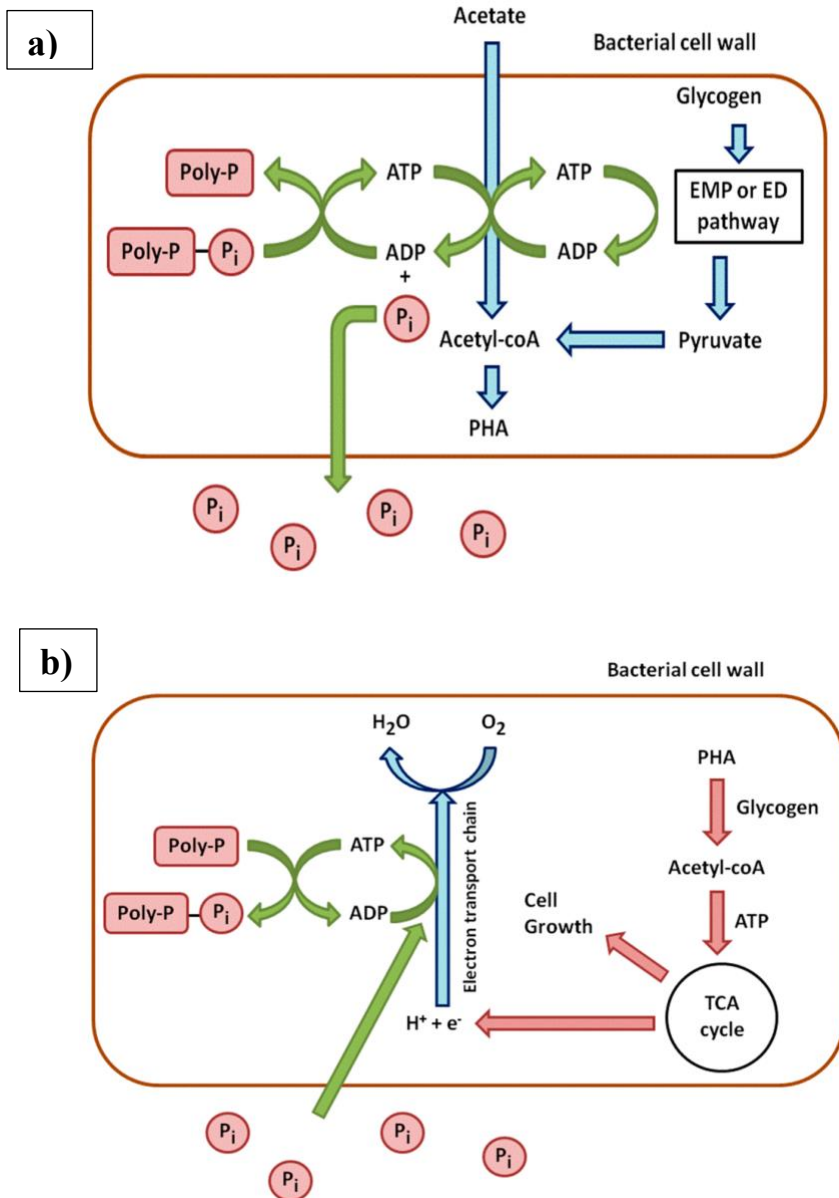 a)
Acetate
Bacterial cell wall
Glycogen
Poly-P
ATP
ATP
EMP or ED
pathway
Poly-P
Pi
ADP
+
Pi
ADP
Acetyl-coA
Pyruvate
PHA
Pi
Pi
Pi
Pi
b)
Bacterial cell wall
H2O
O2
PHA
Glycogen
Poly-P
ATP
Electron transport chain
Acetyl-coA
ATP
Cell
Growth
Poly-P
Pi
ADP
H+ + e-
TCA
cycle
Pi
Pi
Pi
Pi